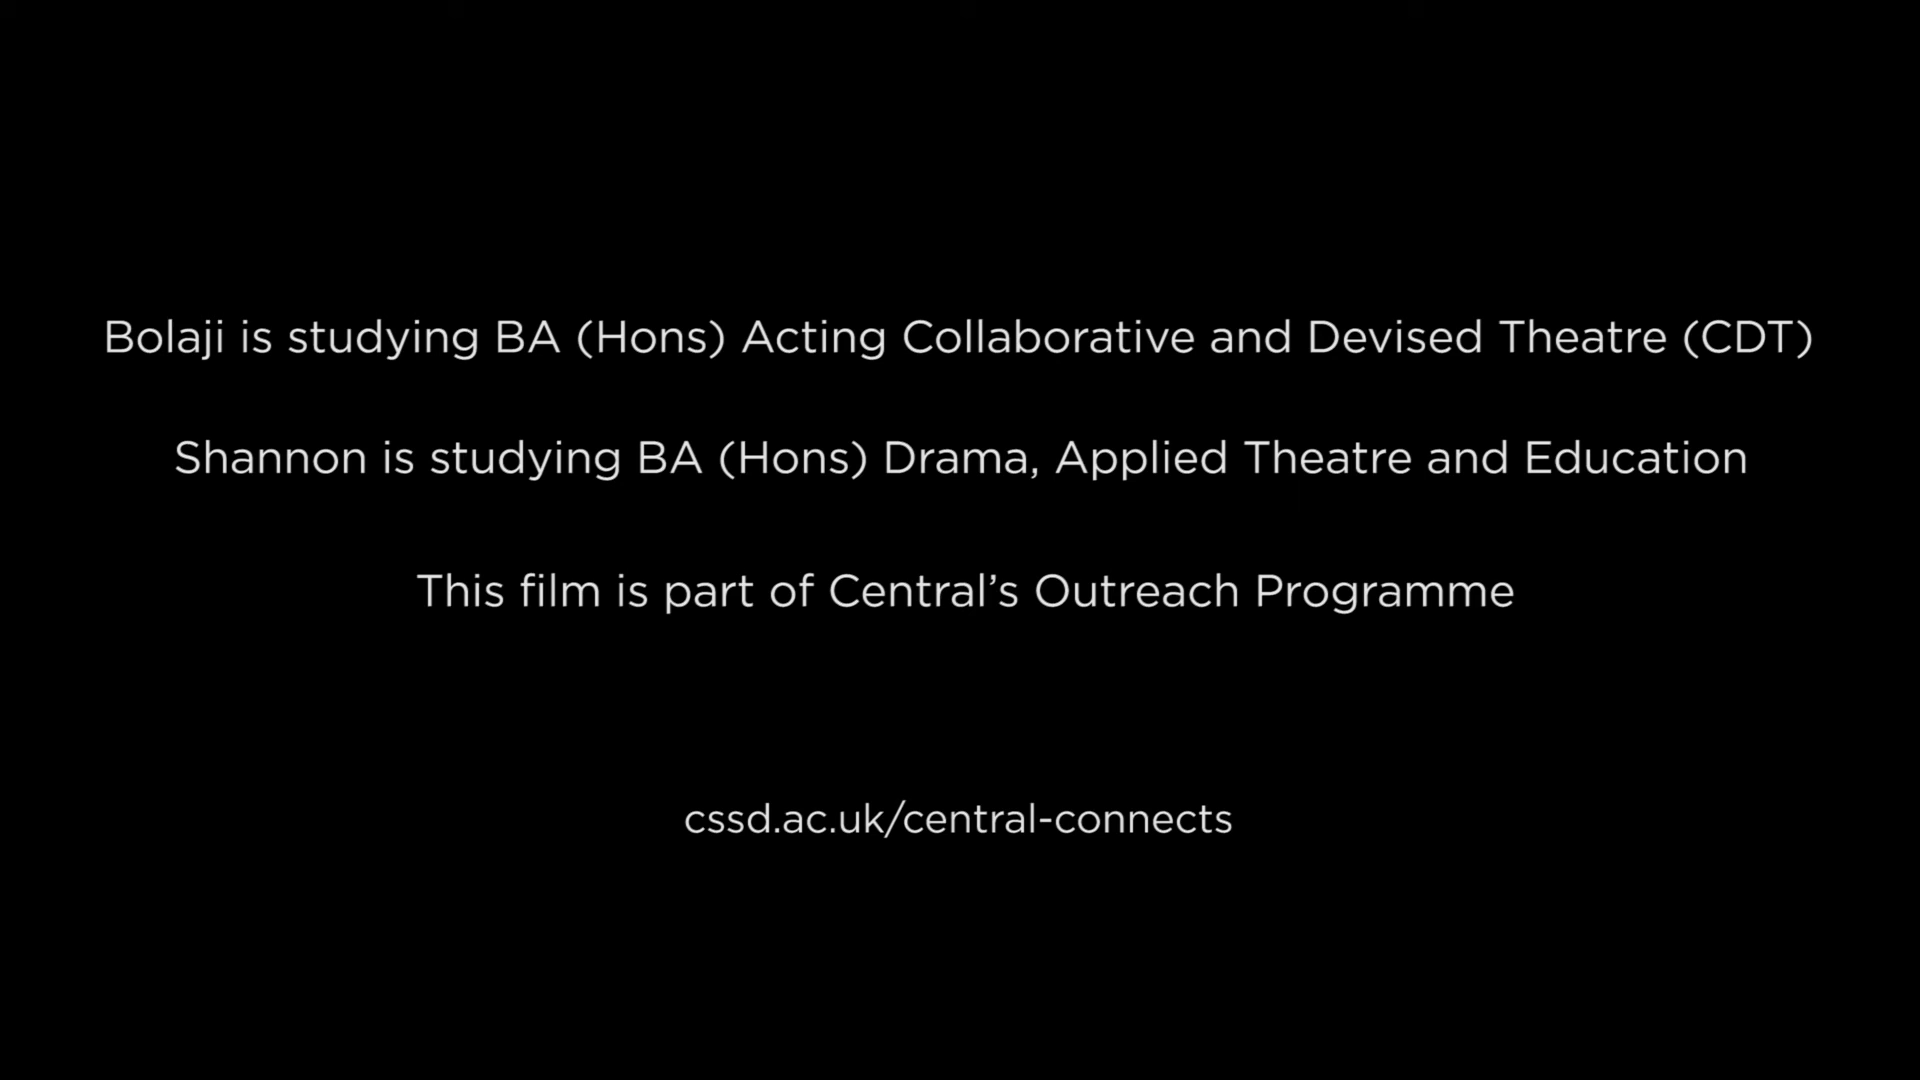 Bolaji is studying BA (Hons) Acting Collaborative and Devised Theatre (CDT)
Shannon is studying BA (Hons) Drama, Applied Theatre and Education
This film is part of Central’s Outreach Programme
cssd.ac.uk/central-connects